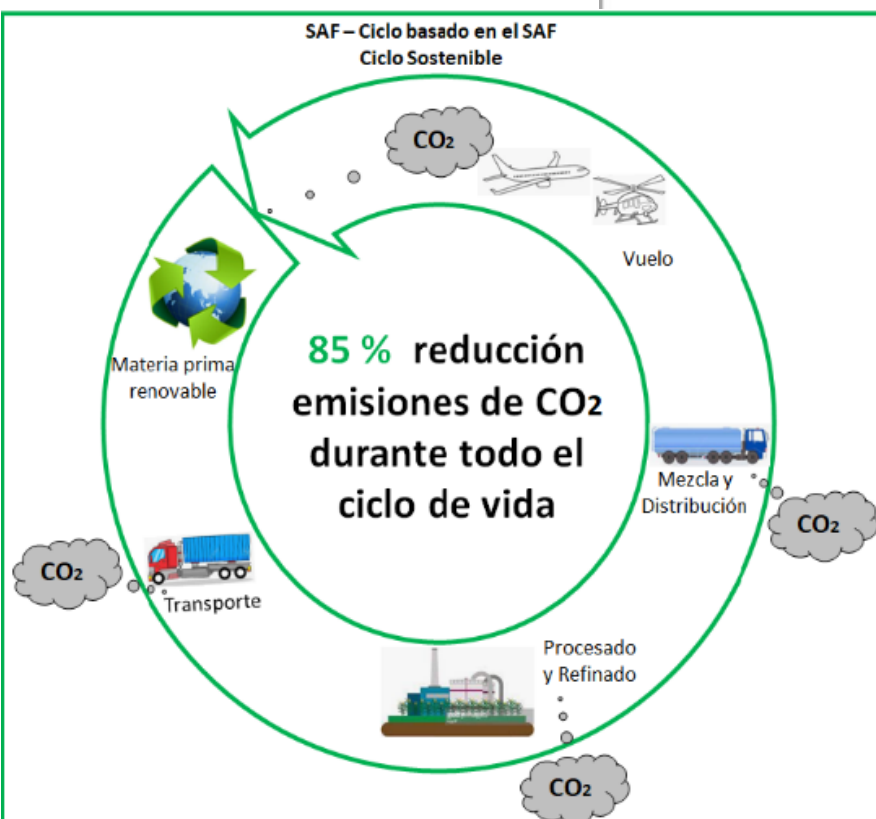 SAF – Ciclo basado en el SAF
Ciclo Sostenible
CO2
Vuelo
Materia prima
renovable
85 % reducción
emisiones de CO2
durante todo el
ciclo de vida
Mezcla y
Distribución
CO2
CO2
Transporte
Procesado
y Refinado
CO2